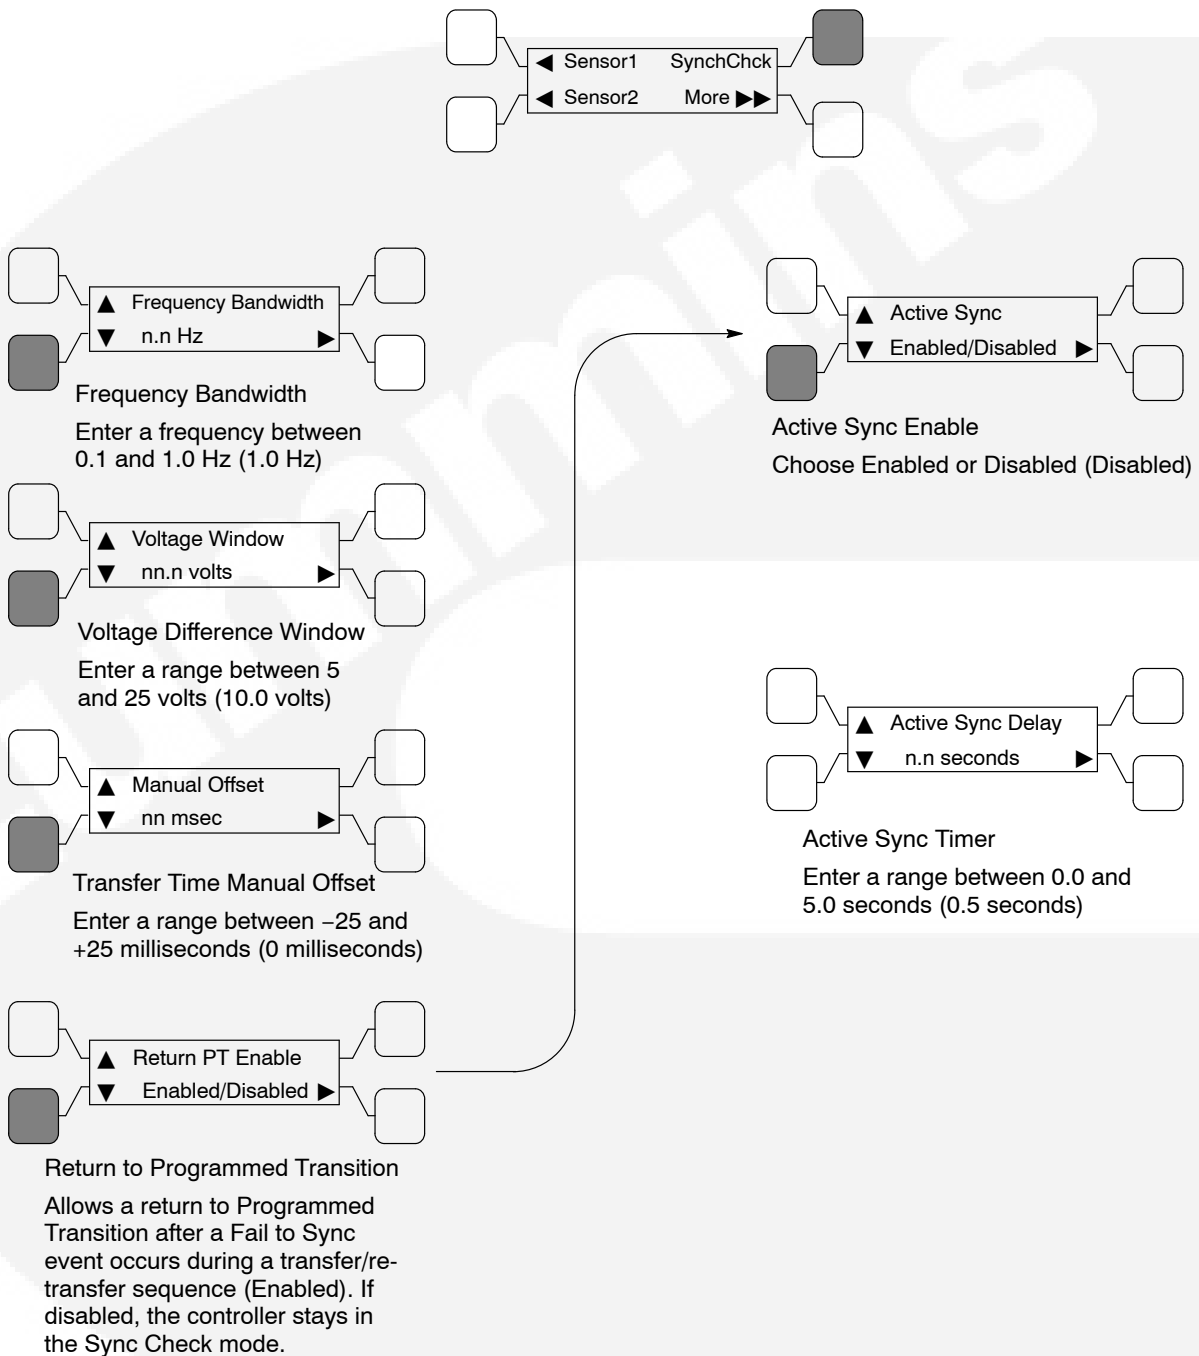 ◀ Sensor1 SynchChck
◀ Sensor2 More ▶▶
▲ Frequency Bandwidth
▼ n.n Hz ▶
Frequency Bandwidth
Enter a frequency between
0.1 and 1.0 Hz (1.0 Hz)
▲ Voltage Window
▼ nn.n volts ▶
Voltage Difference Window
Enter a range between 5
and 25 volts (10.0 volts)
▲ Manual Offset
▼ nn msec ▶
Transfer Time Manual Offset
Enter a range between −25 and
+25 milliseconds (0 milliseconds)
▲ Return PT Enable
▼ Enabled/Disabled ▶
Return to Programmed Transition
Allows a return to Programmed
Transition after a Fail to Sync
event occurs during a transfer/re-
transfer sequence (Enabled). If
disabled, the controller stays in
the Sync Check mode.
▲ Active Sync
▼ Enabled/Disabled ▶
Active Sync Enable
Choose Enabled or Disabled (Disabled)
▲ Active Sync Delay
▼ n.n seconds ▶
Active Sync Timer
Enter a range between 0.0 and
5.0 seconds (0.5 seconds)
ummins